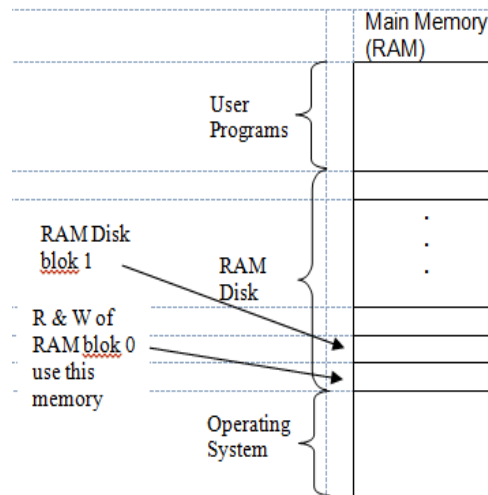 Main Memory
(RAM)
User
Programs
RAM Disk
blok 1
RAM
Disk
R & W of
RAM blok 0
use this
memory
Operating
System